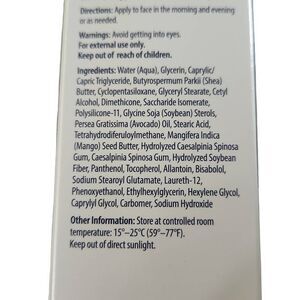 Directions: Apply to face in the morning and evening
or as needed.
Warnings: Avoid getting into eyes.
For external use only.
Keep out of reach of children.
Ingredients: Water (Aqua), Glycerin, Caprylic/
Capric Triglyceride, Butyrospermum Parkii (Shea)
Butter, Cyclopentasiloxane, Glyceryl Stearate, Cetyl
Alcohol, Dimethicone, Saccharide Isomerate,
Polysilicone-11, Glycine Soja (Soybean) Sterols,
Persea Gratissima (Avocado) Oil, Stearic Acid,
Tetrahydrodiferuloylmethane, Mangifera Indica
(Mango) Seed Butter, Hydrolyzed Caesalpinia Spinosa
Gum, Caesalpinia Spinosa Gum, Hydrolyzed Soybean
Fiber, Panthenol, Tocopherol, Allantoin, Bisabolol,
Sodium Stearoyl Glutamate, Laureth-12,
Phenoxyethanol, Ethylhexylglycerin, Hexylene Glycol,
Caprylyl Glycol, Carbomer, Sodium Hydroxide
Other Information: Store at controlled room
temperature: 15°–25°C (59°–77°F).
Keep out of direct sunlight.